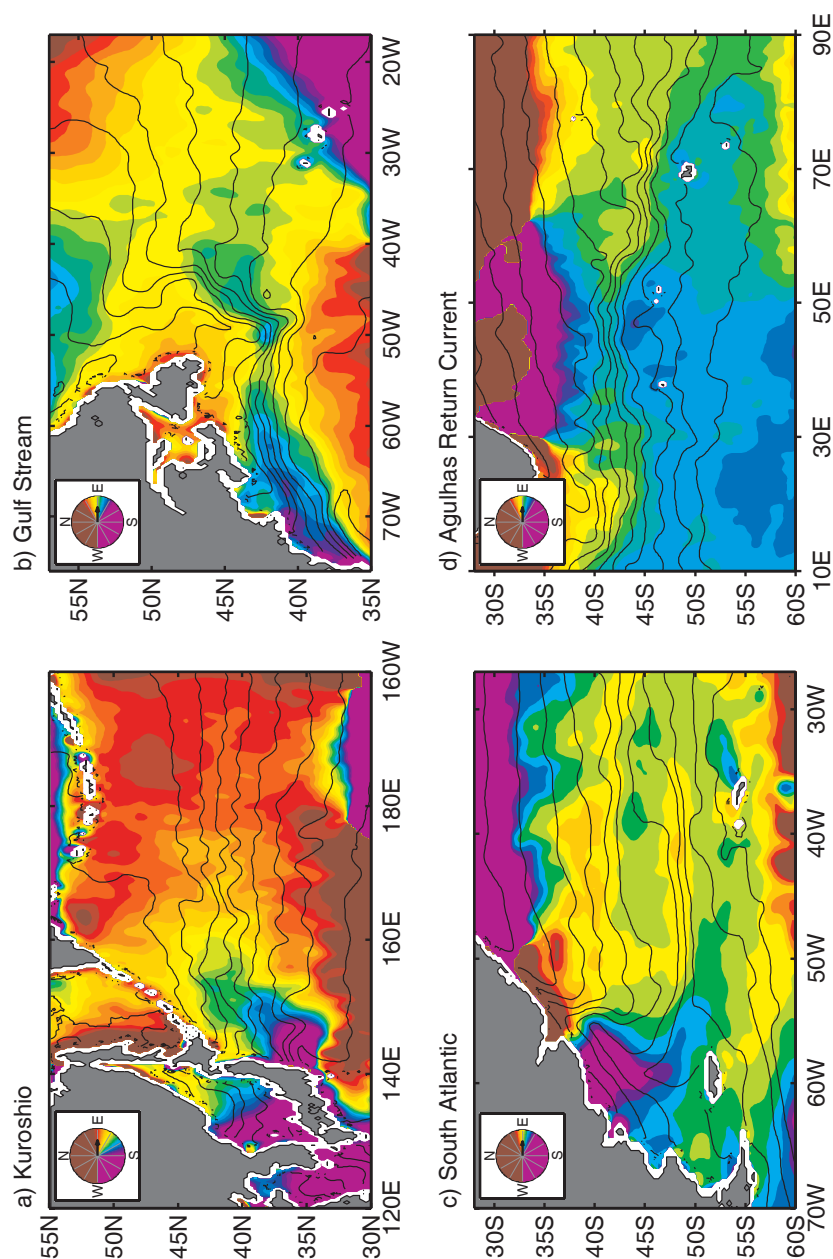 a) Kuroshio
N
W
E
S
55N
50N
45N
40N
35N
30N
120E
140E
160E
180E
160W
b) Gulf Stream
N
W
E
S
55N
50N
45N
40N
35N
70W
60W
50W
40W
30W
20W
c) South Atlantic
N
W
E
S
30S
35S
40S
45S
50S
55S
60S
70W
60W
50W
40W
30W
d) Agulhas Return Current
N
W
E
S
30S
35S
40S
45S
50S
55S
60S
10E
30E
50E
70E
90E